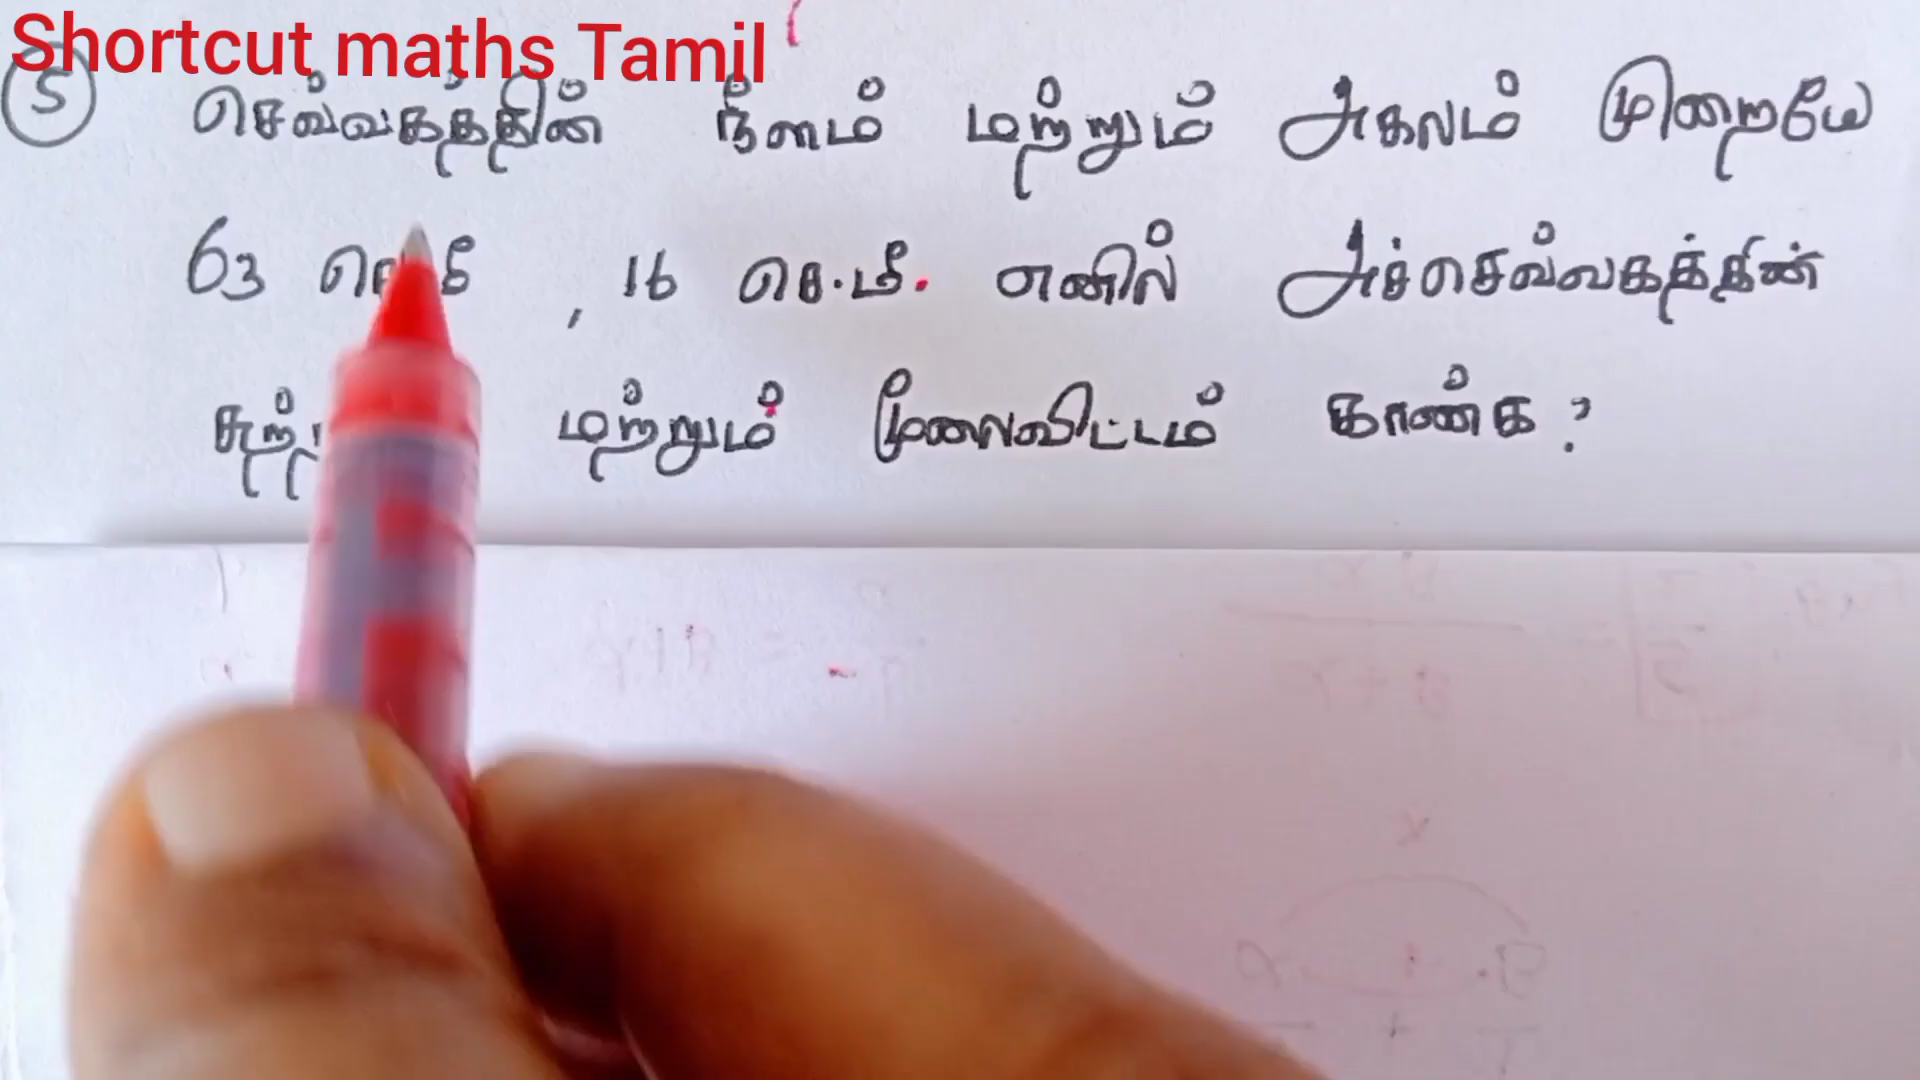 Shortcut maths Tamil
5 செவ்வகத்தின் நீளம் மற்றும் அகலம் முறையே
63 , 16 செ.மீ. எனில் அச்செவ்வகத்தின்
மற்றும் மூலைவிட்டம் காண்க?